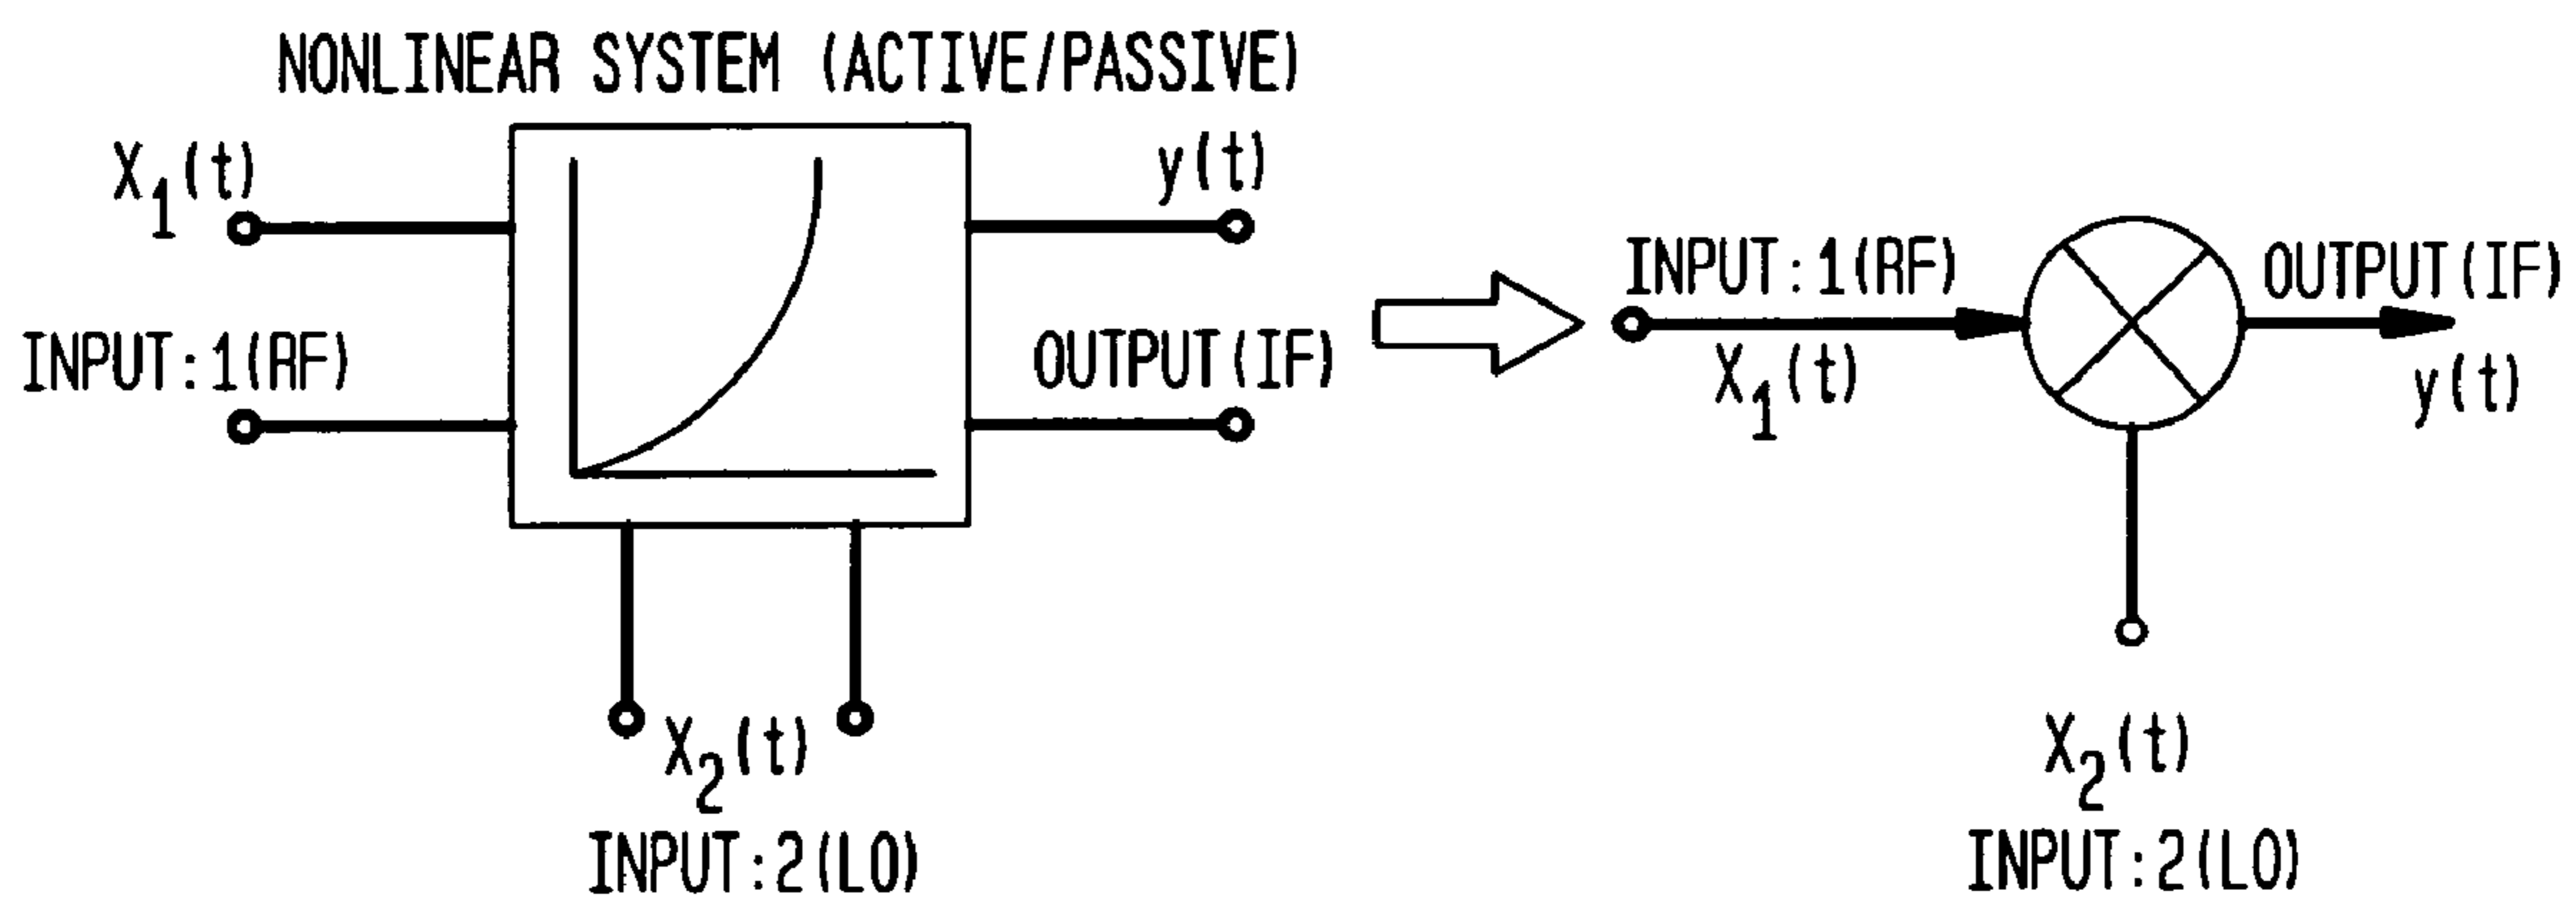 NONLINEAR SYSTEM (ACTIVE/PASSIVE)
X1(t)
y(t)
INPUT:1(RF)
OUTPUT(IF)
X2(t)
INPUT:2(LO)
INPUT:1(RF)
OUTPUT(IF)
X1(t)
y(t)
X2(t)
INPUT:2(LO)